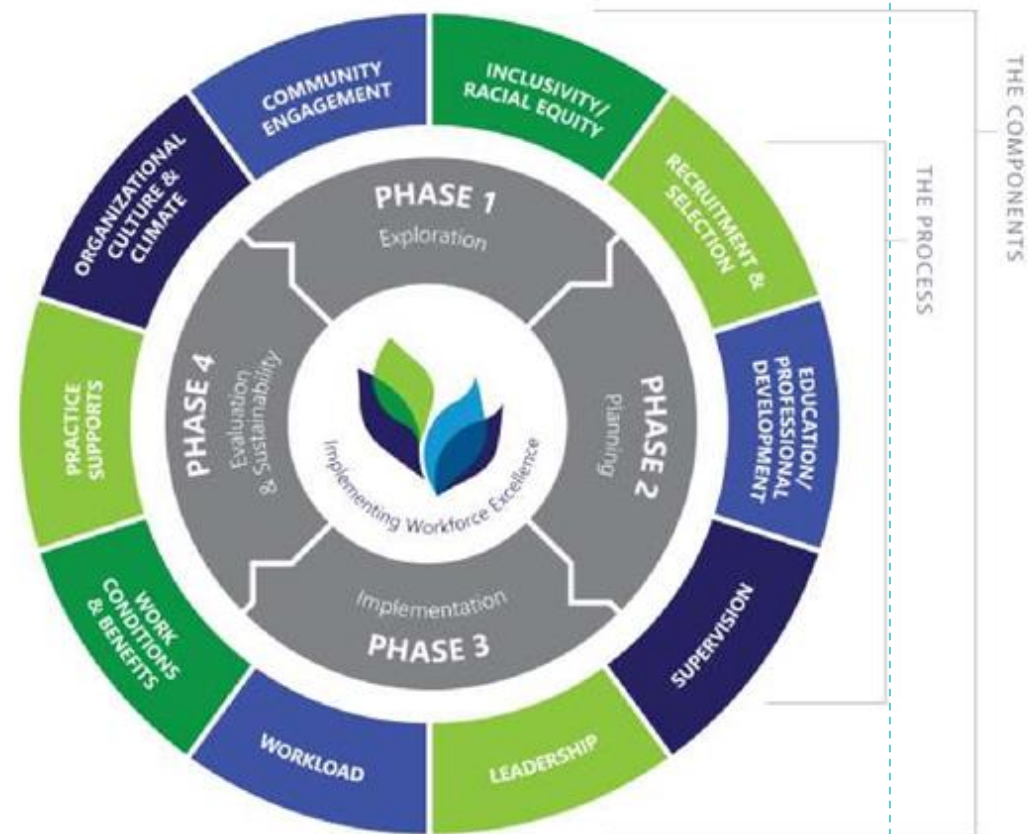 COMMUNITY
ENGAGEMENT
INCLUSIVITY/
RACIAL EQUITY
RECRUITMENT &
SELECTION
EDUCATION/
PROFESSIONAL
DEVELOPMENT
SUPERVISION
LEADERSHIP
WORKLOAD
WORK
CONDITIONS
& BENEFITS
PRACTICE
SUPPORTS
ORGANIZATIONAL
CULTURE &
CLIMATE
PHASE 1
Exploration
PHASE 2
Planning
PHASE 3
Implementation
PHASE 4
Evaluation
& Sustainability
Implementing Workforce Excellence
THE PROCESS
THE COMPONENTS